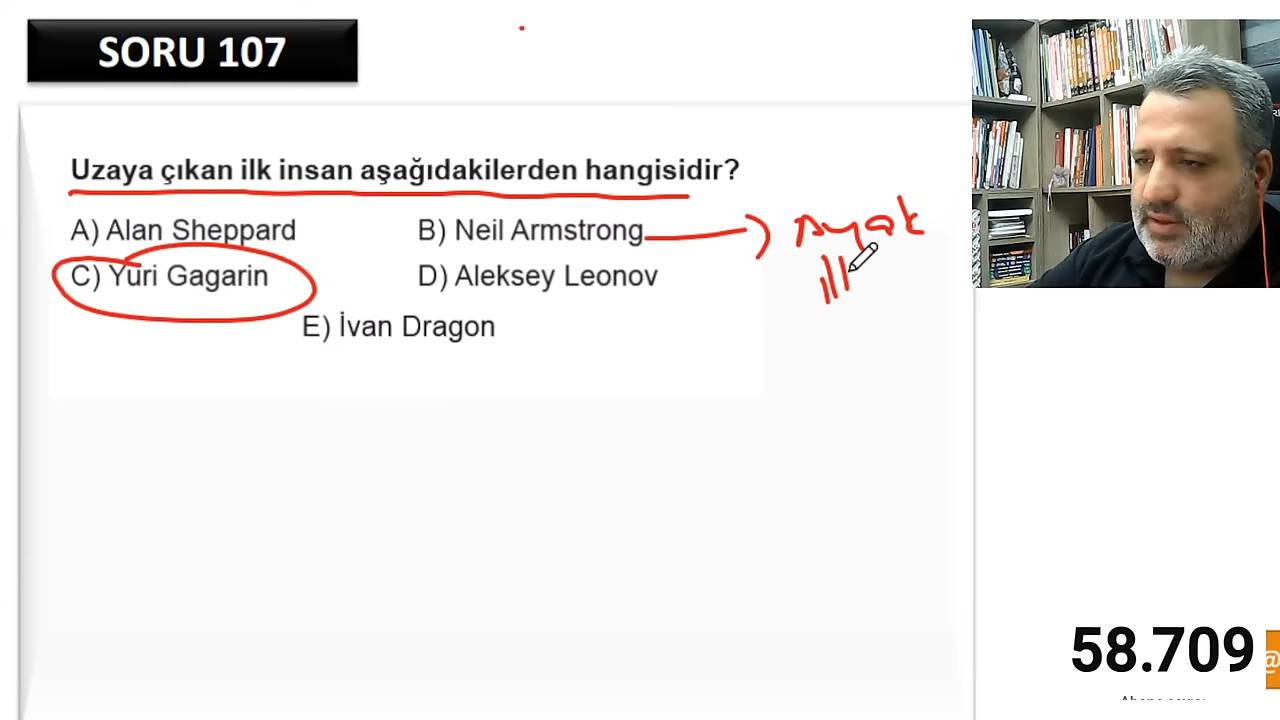 SORU 107
Uzaya çıkan ilk insan aşağıdakilerden hangisidir?
A) Alan Sheppard
B) Neil Armstrong
Ayak
C) Yuri Gagarin
D) Aleksey Leonov
E) İvan Dragon
58.709
@